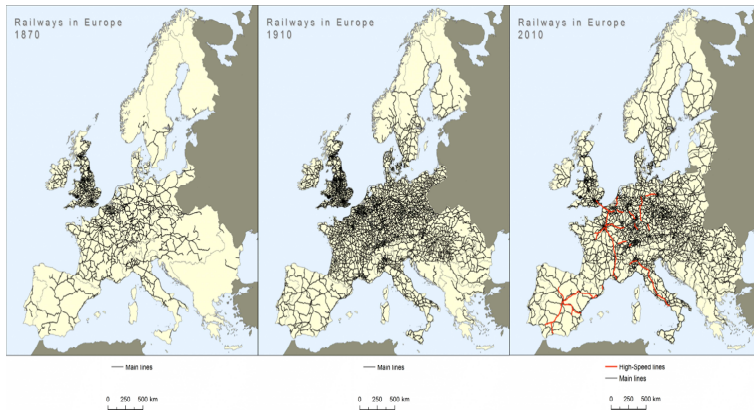 Railways in Europe
1870
Railways in Europe
1910
Railways in Europe
2010
Main lines
Main lines
High-Speed lines
Main lines
0 250 500 km
0 250 500 km
0 250 500 km